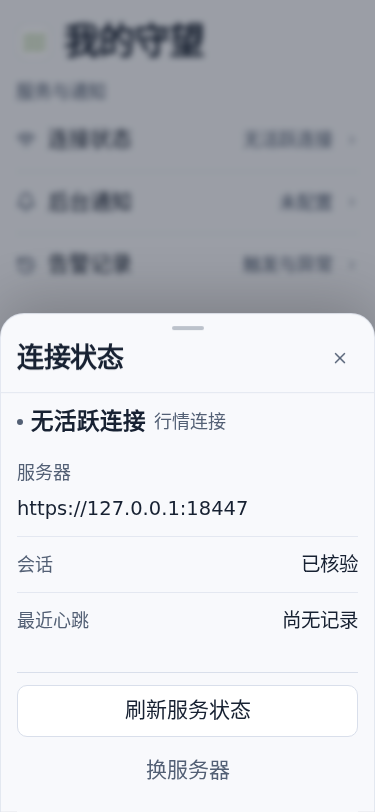 我的守望
服务与通知
连接状态 无活跃连接
后台通知 未配置
告警记录 触发与异常
连接状态
无活跃连接 行情连接
服务器
https://127.0.0.1:18447
会话 已核验
最近心跳 尚无记录
刷新服务状态
换服务器